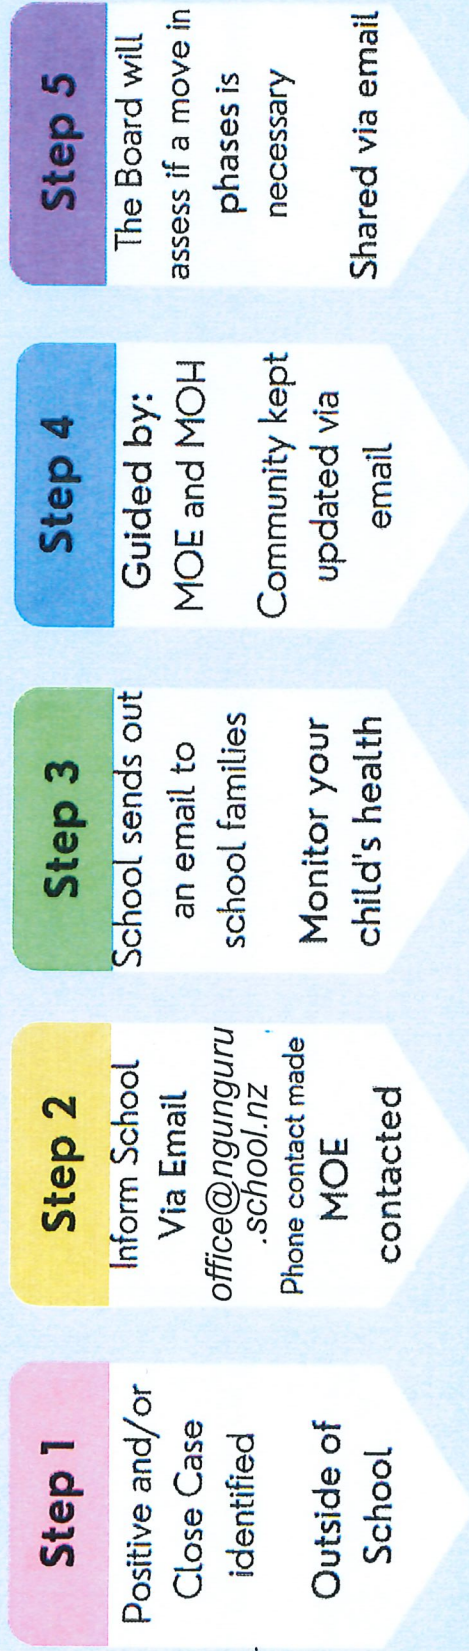 Step 1
Positive and/or
Close Case
identified
Outside of
School
Step 2
Inform School
Via Email
office@ngunguru
.school.nz
Phone contact made
MOE
contacted
Step 3
School sends out
an email to
school families
Monitor your
child's health
Step 4
Guided by:
MOE and MOH
Community kept
updated via
email
Step 5
The Board will
assess if a move in
phases is
necessary
Shared via email